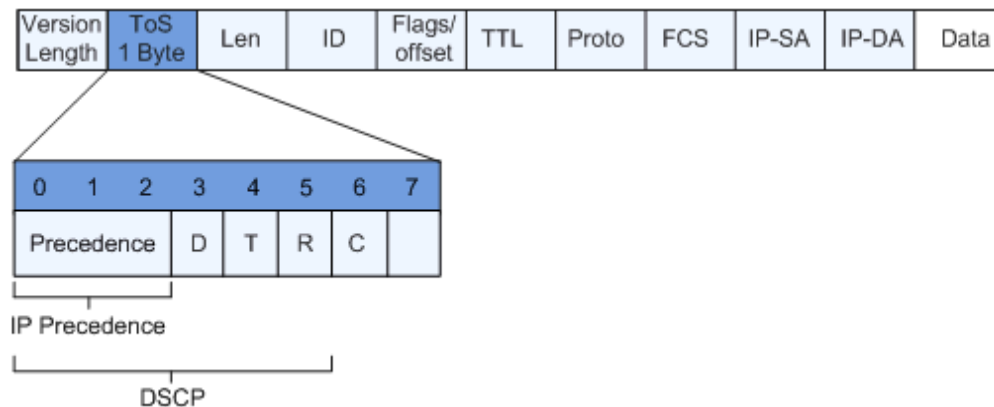 Version Length ToS 1 Byte Len ID Flags/ offset TTL Proto FCS IP-SA IP-DA Data
0 1 2 3 4 5 6 7
Precedence D T R C
IP Precedence
DSCP